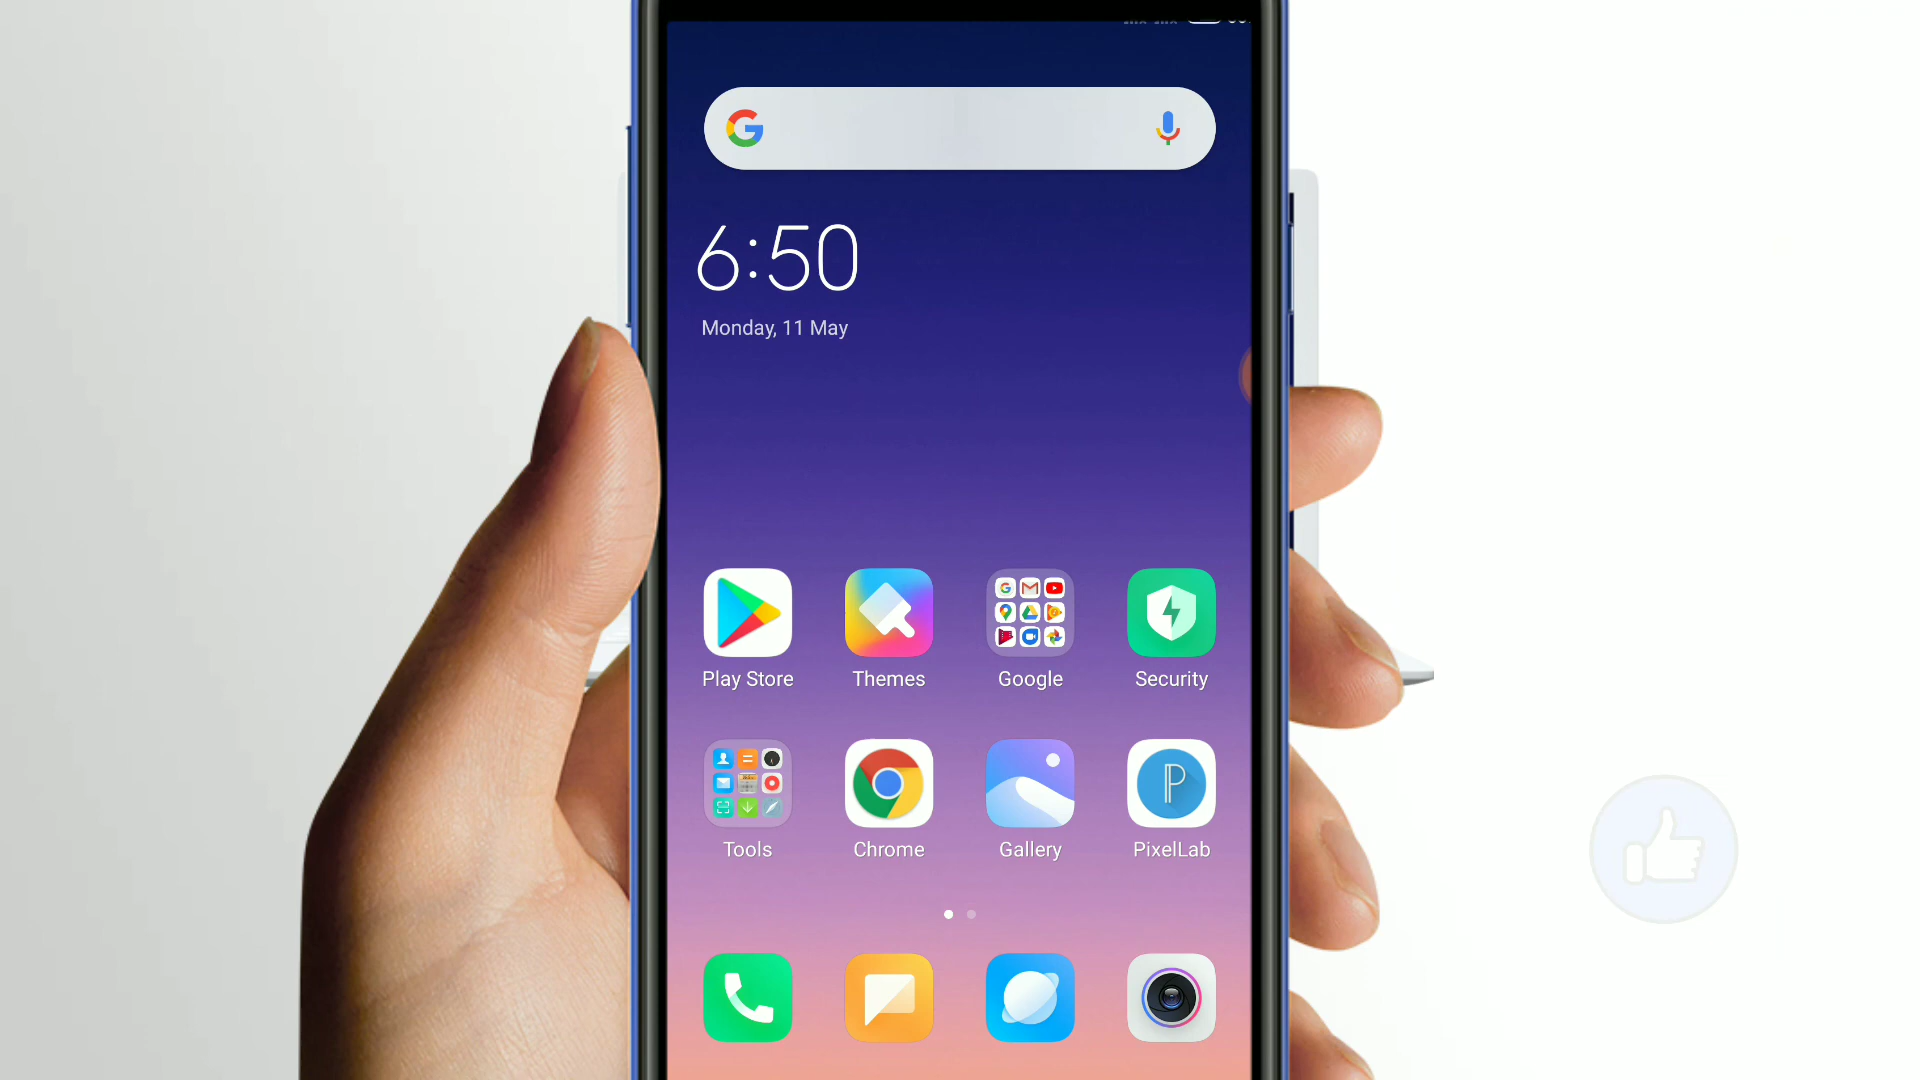 6:50
Monday, 11 May
Play Store
Themes
Google
Security
Tools
Chrome
Gallery
PixelLab